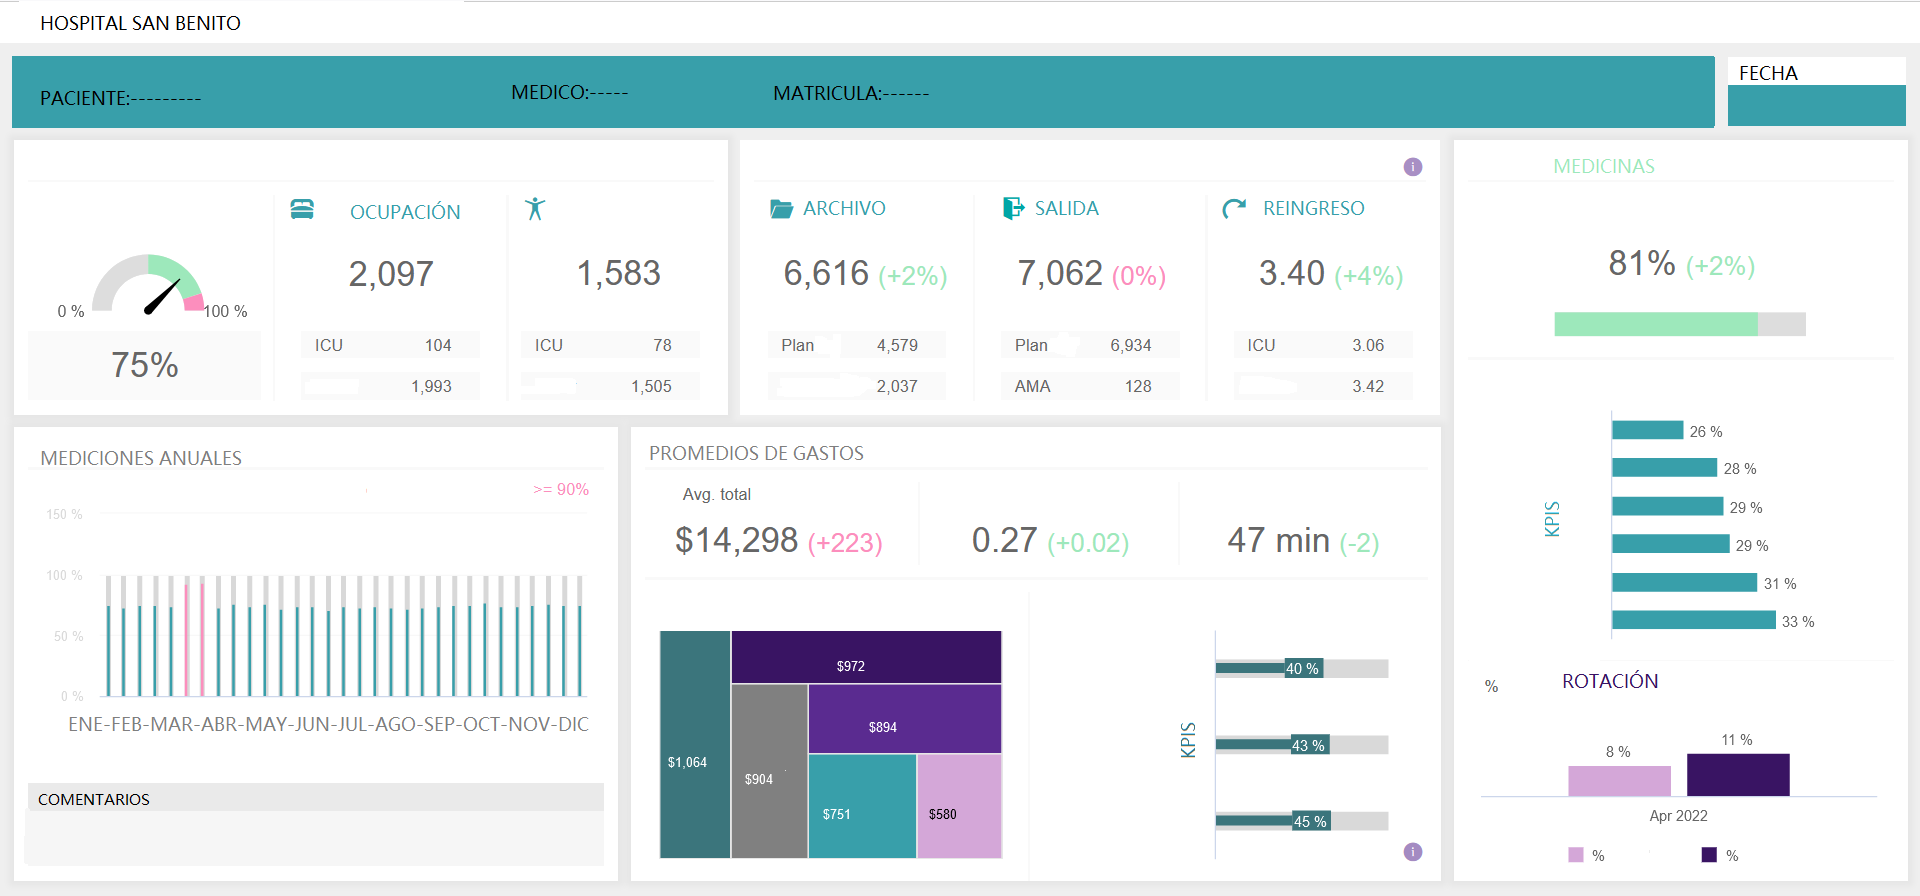 HOSPITAL SAN BENITO
PACIENTE:---------
MEDICO:-----
MATRICULA:------
FECHA
0 %
100 %
75%
OCUPACIÓN
2,097
ICU 104
1,993
1,583
ICU 78
1,505
ARCHIVO
6,616 (+2%)
Plan 4,579
2,037
SALIDA
7,062 (0%)
Plan 6,934
AMA 128
REINGRESO
3.40 (+4%)
ICU 3.06
3.42
i
MEDICINAS
81% (+2%)
KPIS
26 %
28 %
29 %
29 %
31 %
33 %
%
ROTACIÓN
8 %
11 %
Apr 2022
%
%
MEDICIONES ANUALES
>= 90%
150 %
100 %
50 %
0 %
ENE-FEB-MAR-ABR-MAY-JUN-JUL-AGO-SEP-OCT-NOV-DIC
COMENTARIOS
PROMEDIOS DE GASTOS
Avg. total
$14,298 (+223)
0.27 (+0.02)
47 min (-2)
$1,064
$972
$904
$894
$751
$580
KPIS
40 %
43 %
45 %
i